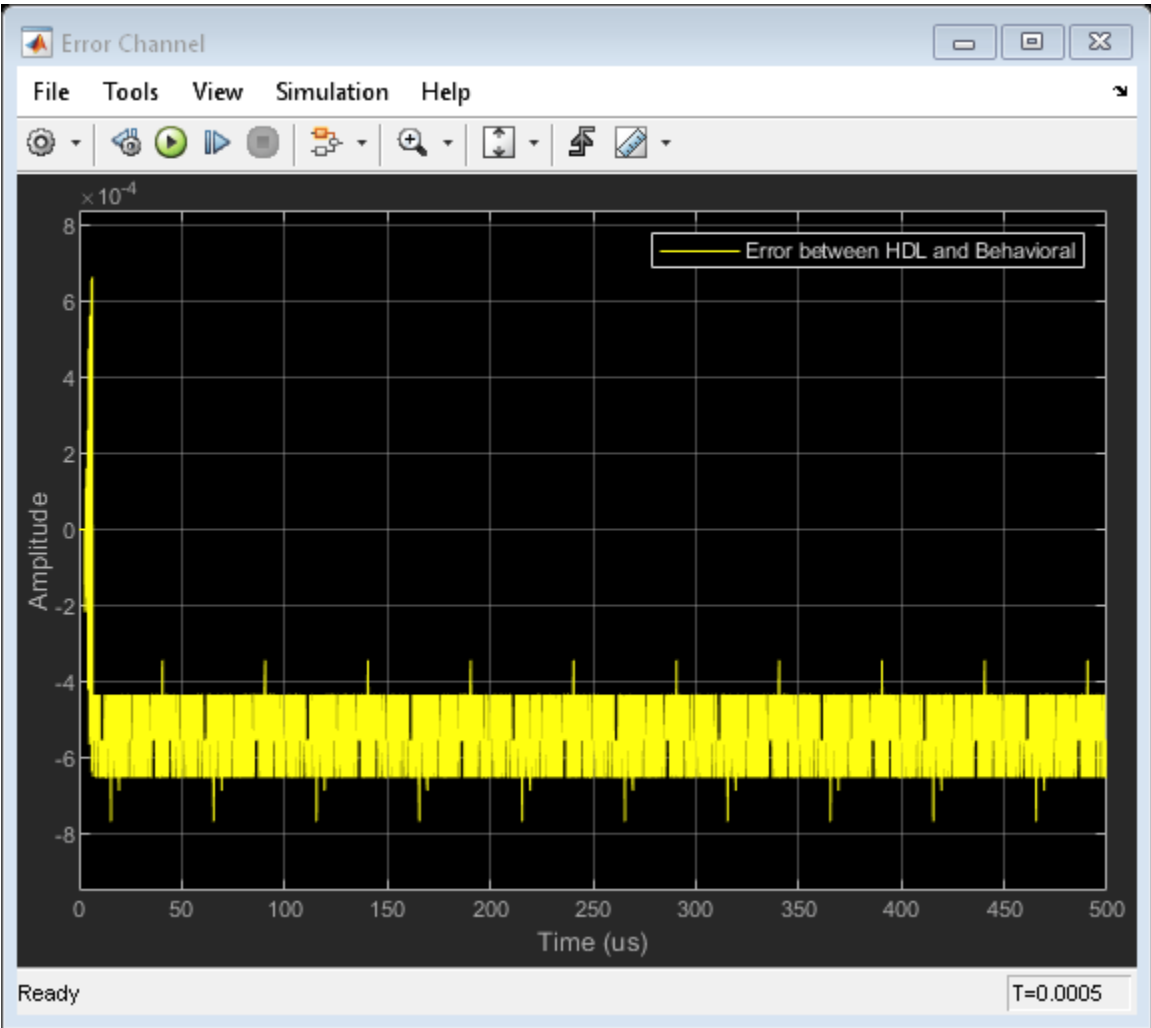 Error Channel
File Tools View Simulation Help
×10-4
Error between HDL and Behavioral
8
6
4
2
0
-2
-4
-6
-8
Amplitude
0 50 100 150 200 250 300 350 400 450 500
Time (us)
Ready T=0.0005